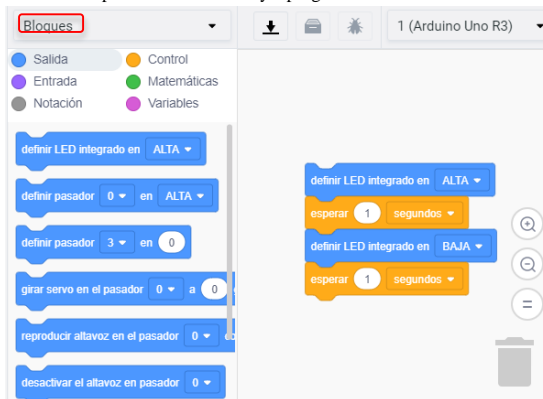 Bloques
1 (Arduino Uno R3)
Salida
Control
Entrada
Matemáticas
Notación
Variables
definir LED integrado en ALTA
definir pasador 0 en ALTA
definir pasador 3 en 0
girar servo en el pasador 0 a 0
reproducir altavoz en el pasador 0
desactivar el altavoz en pasador 0
definir LED integrado en ALTA
esperar 1 segundos
definir LED integrado en BAJA
esperar 1 segundos